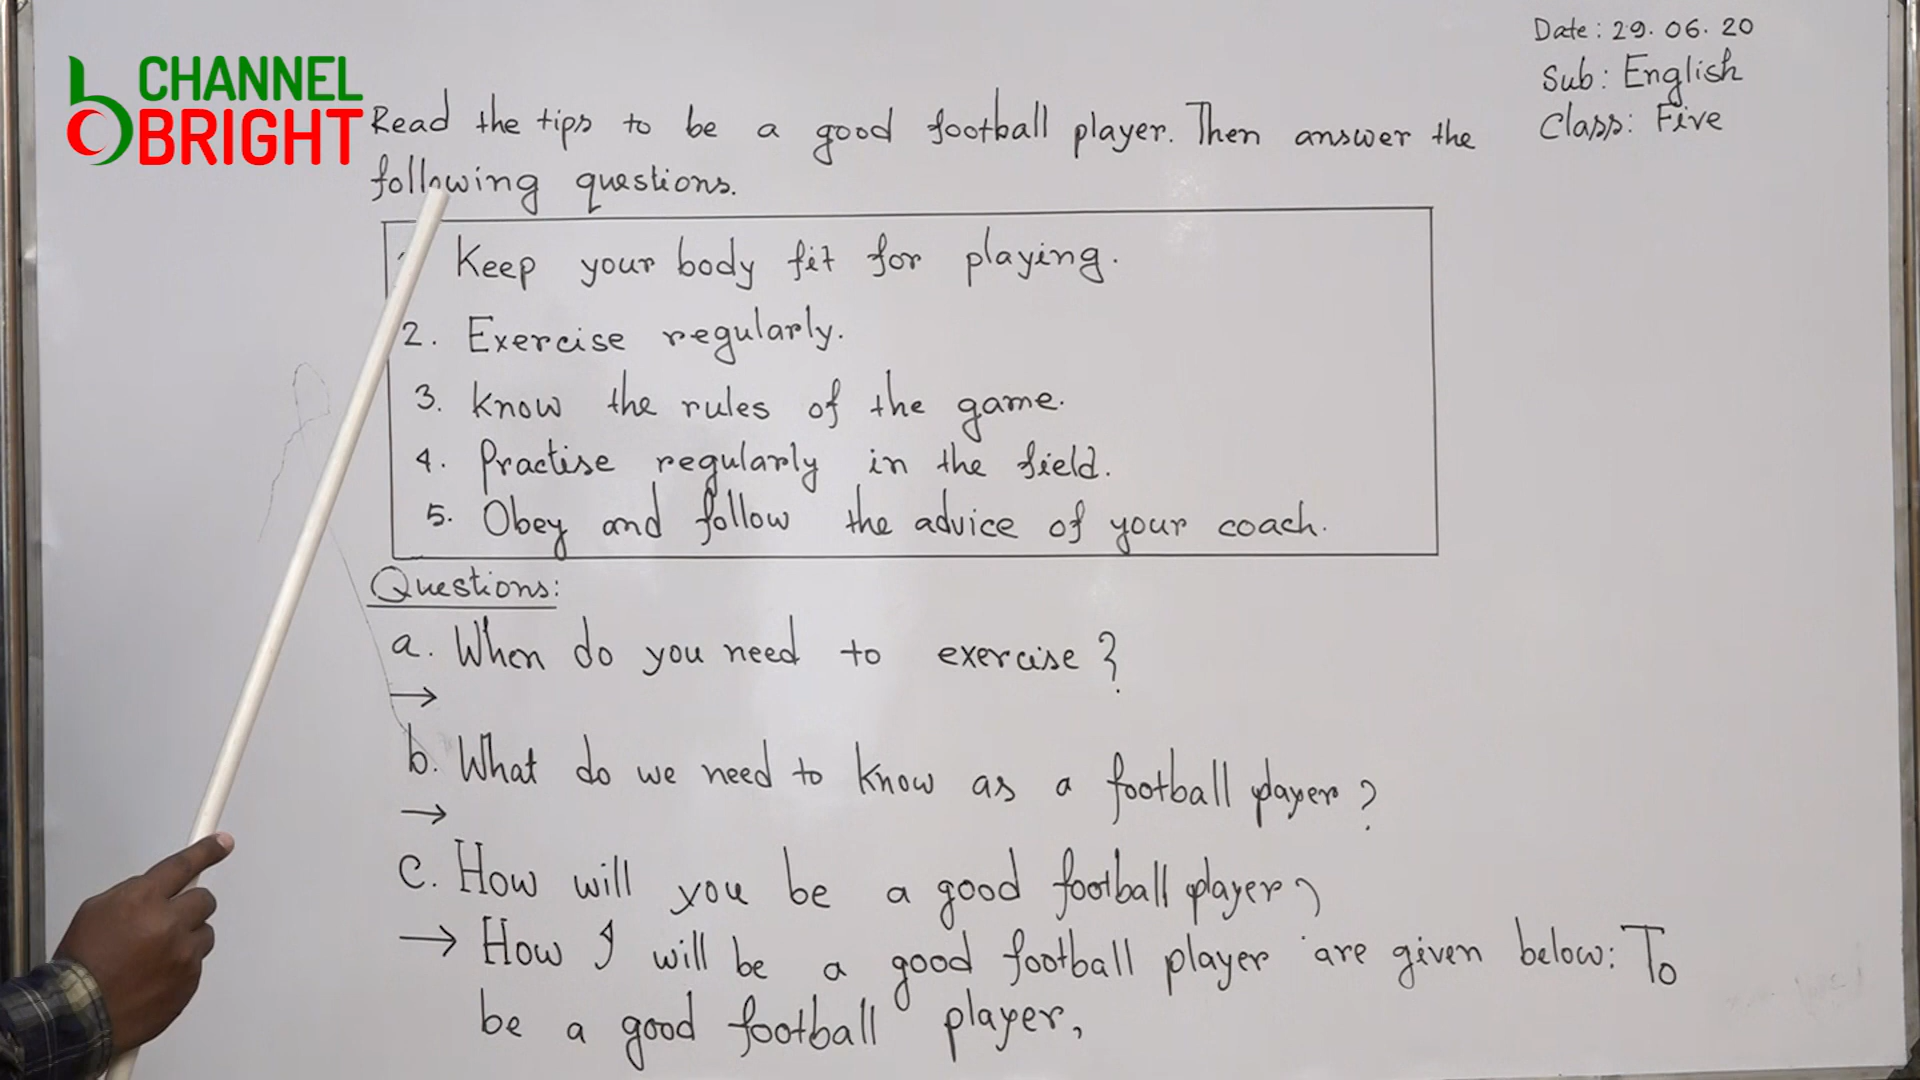 CHANNEL
BRIGHT
Date: 29.06.20
Sub: English
Class: Five
Read the tips to be a good football player. Then answer the
following questions.
Keep your body fit for playing.
2. Exercise regularly.
3. Know the rules of the game.
4. Practise regularly in the field.
5. Obey and follow the advice of your coach.
Questions:
a. When do you need to exercise?
→
b. What do we need to know as a football player?
→
c. How will you be a good football player?
→ How I will be a good football player are given below: To
be a good football player,